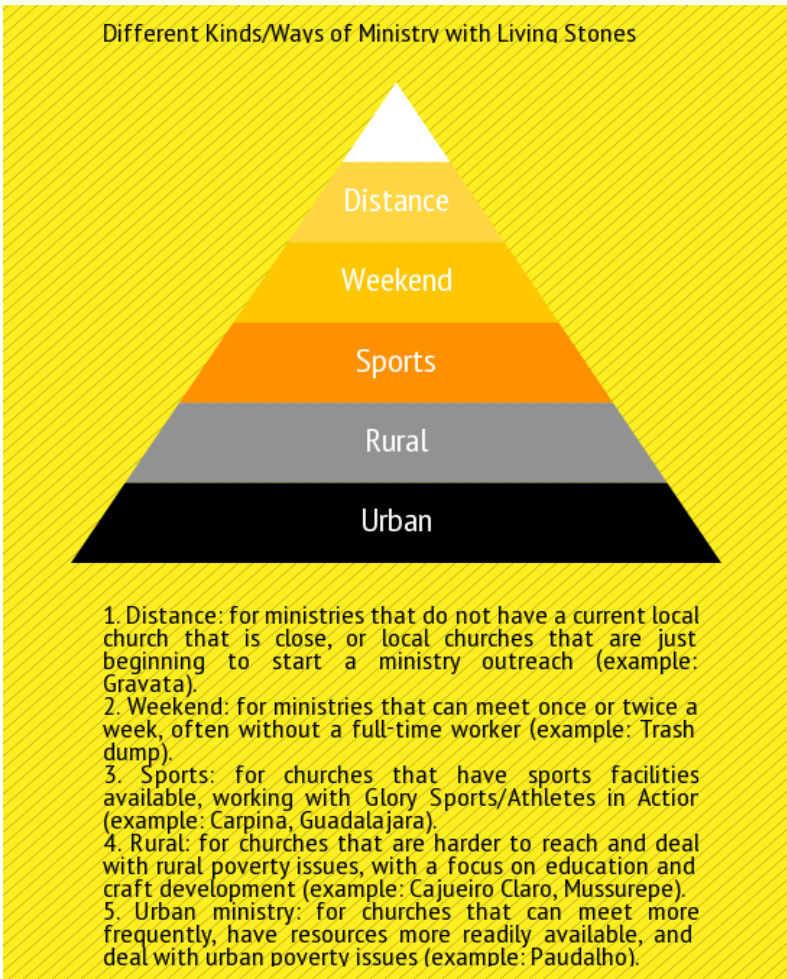 Different Kinds/Ways of Ministry with Living Stones
Distance
Weekend
Sports
Rural
Urban
1. Distance: for ministries that do not have a current local
church that is close, or local churches that are just
beginning to start a ministry outreach (example:
Gravata).
2. Weekend: for ministries that can meet once or twice a
week, often without a full-time worker (example: Trash
dump).
3. Sports: for churches that have sports facilities
available, working with Glory Sports/Athletes in Action
(example: Carpina, Guadalajara).
4. Rural: for churches that are harder to reach and deal
with rural poverty issues, with a focus on education and
craft development (example: Cajueiro Claro, Mussurepe).
5. Urban ministry: for churches that can meet more
frequently, have resources more readily available, and
deal with urban poverty issues (example: Paudalho).